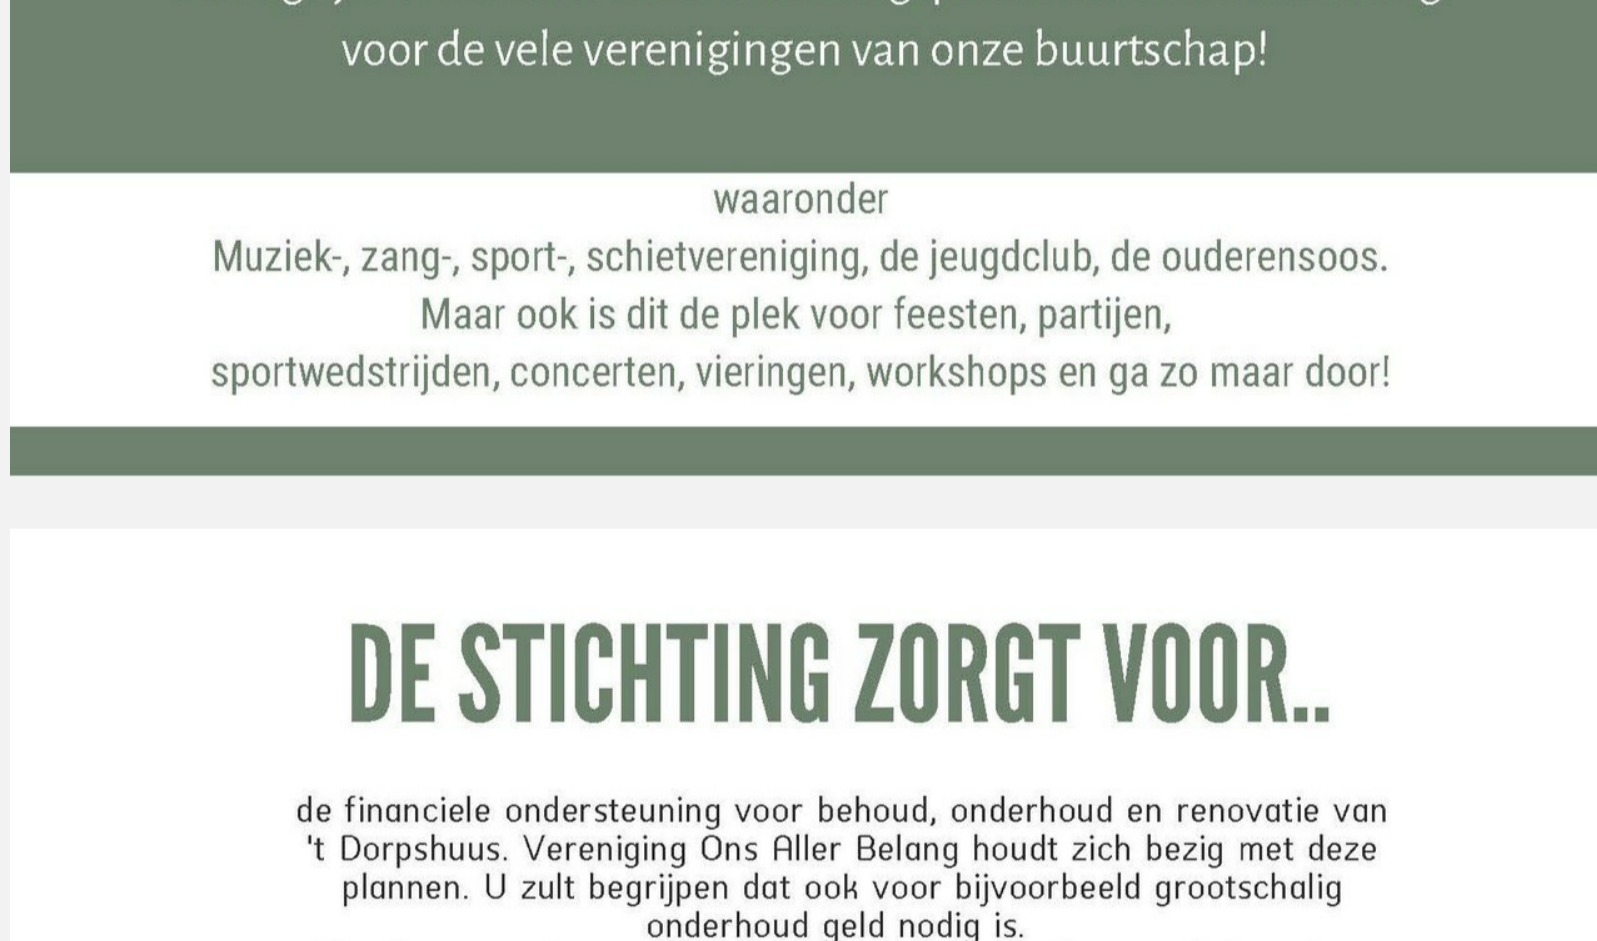 voor de vele verenigingen van onze buurtschap!
waaronder
Muziek-, zang-, sport-, schietvereniging, de jeugdclub, de ouderensoos.
Maar ook is dit de plek voor feesten, partijen,
sportwedstrijden, concerten, vieringen, workshops en ga zo maar door!
DE STICHTING ZORGT VOOR..
de financiele ondersteuning voor behoud, onderhoud en renovatie van
't Dorpshuus. Vereniging Ons Aller Belang houdt zich bezig met deze
plannen. U zult begrijpen dat ook voor bijvoorbeeld grootschalig
onderhoud geld nodig is.